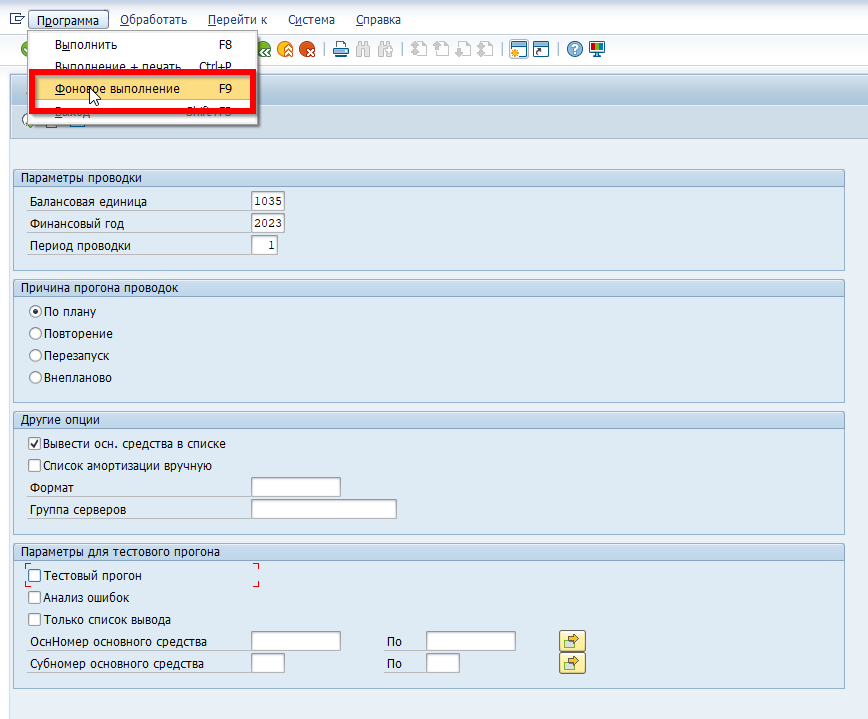 Программа Обработать Перейти к Система Справка
Выполнить F8
Выполнение + печать Ctrl+P
Фоновое выполнение F9
Выход Shift+F3
Параметры проводки
Балансовая единица 1035
Финансовый год 2023
Период проводки 1
Причина прогона проводок
По плану
Повторение
Перезапуск
Внепланово
Другие опции
Вывести осн. средства в списке
Список амортизации вручную
Формат
Группа серверов
Параметры для тестового прогона
Тестовый прогон
Анализ ошибок
Только список вывода
ОснНомер основного средства По
Субномер основного средства По